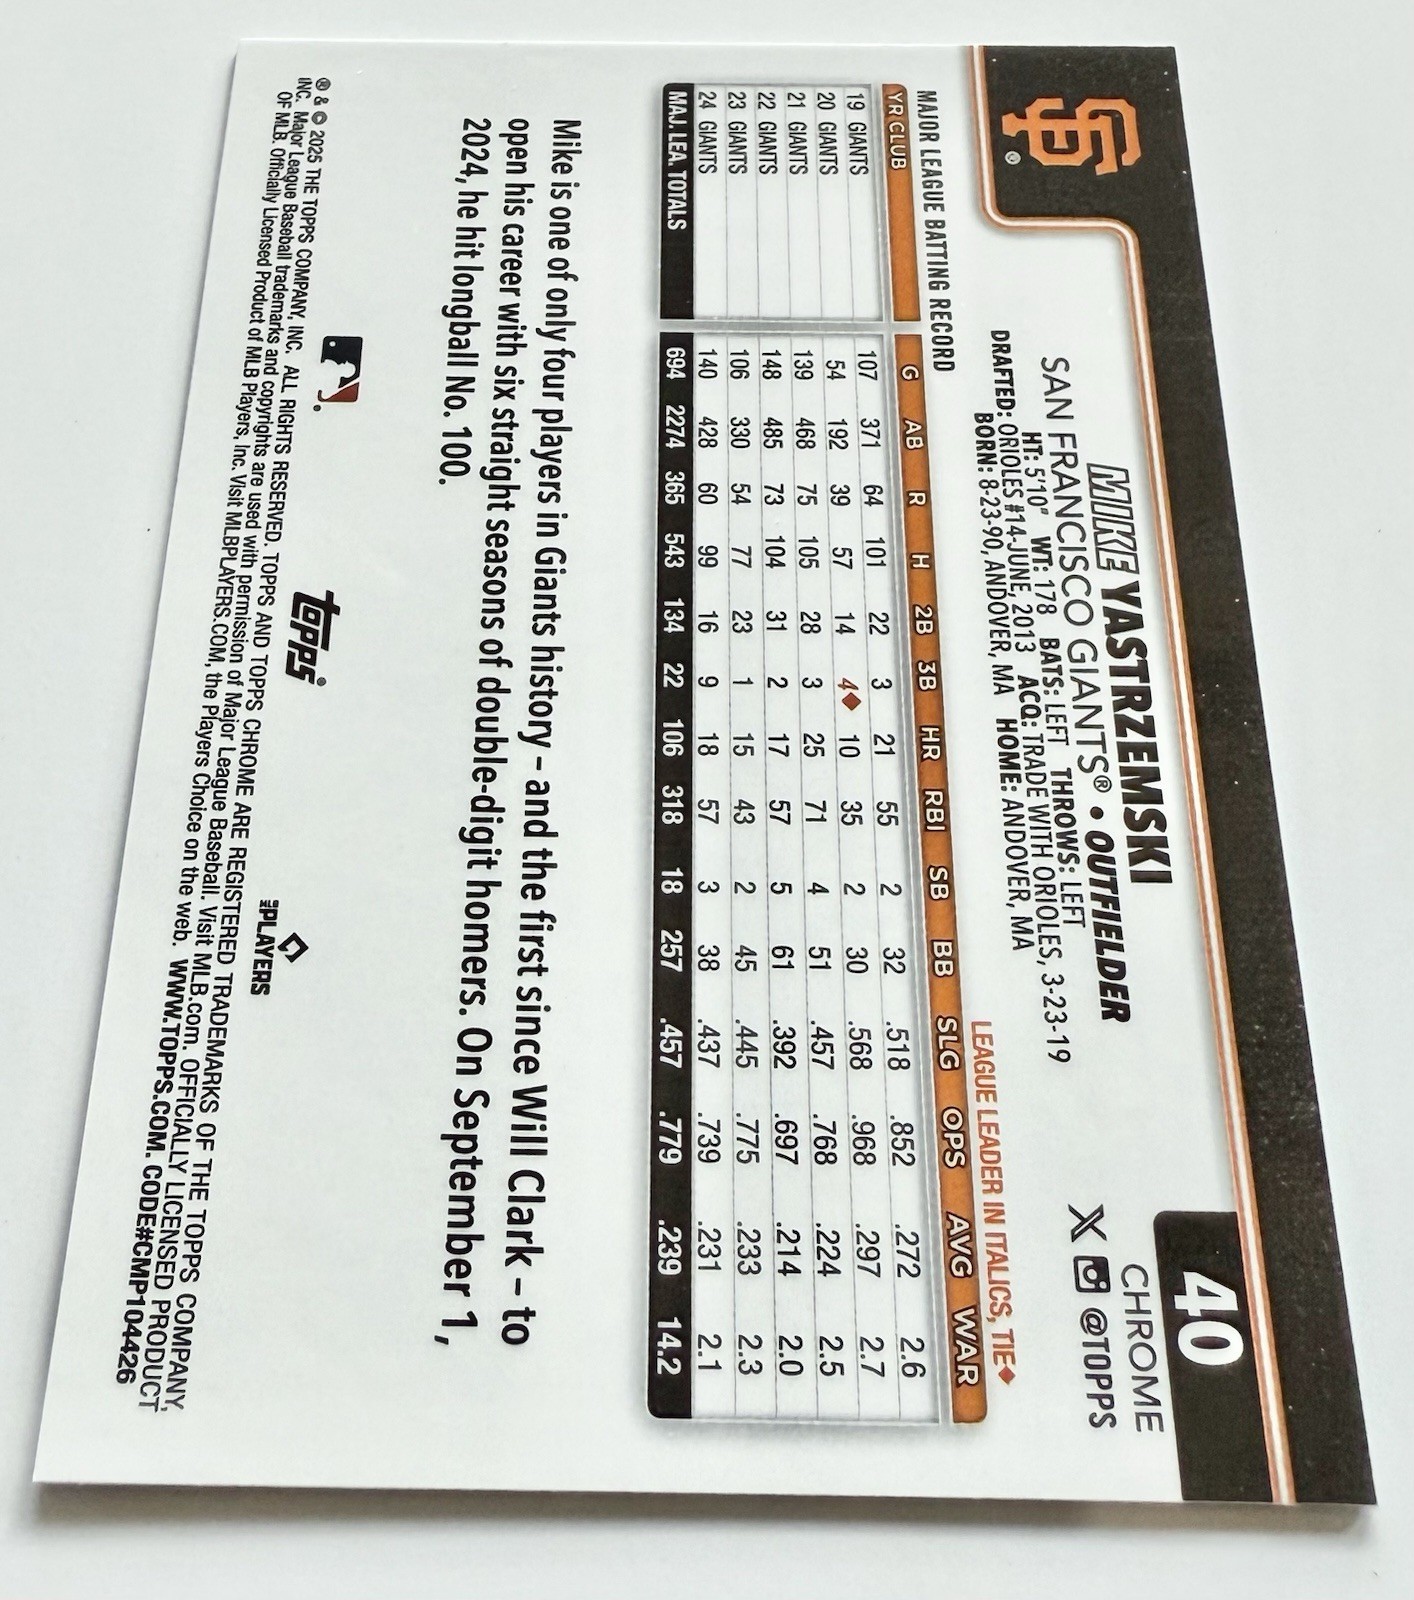 SF®
MIKE YASTRZEMSKI
SAN FRANCISCO GIANTS® • OUTFIELDER
HT: 5'10" WT: 178 BATS: LEFT THROWS: LEFT
DRAFTED: ORIOLES #14-JUNE, 2013 ACQ: TRADE WITH ORIOLES, 3-23-19
BORN: 8-23-90, ANDOVER, MA HOME: ANDOVER, MA
40
CHROME
X @TOPPS
MAJOR LEAGUE BATTING RECORD
LEAGUE LEADER IN ITALICS, TIE♦
YR CLUB G AB R H 2B 3B HR RBI SB BB SLG OPS AVG WAR
19 GIANTS 107 371 64 101 22 3 21 55 2 32 .518 .852 .272 2.6
20 GIANTS 54 192 39 57 14 4♦ 10 35 2 30 .568 .968 .297 2.7
21 GIANTS 139 468 75 105 28 3 25 71 4 51 .457 .768 .224 2.5
22 GIANTS 148 485 73 104 31 2 17 57 5 61 .392 .697 .214 2.0
23 GIANTS 106 330 54 77 23 1 15 43 2 45 .445 .775 .233 2.3
24 GIANTS 140 428 60 99 16 9 18 57 3 38 .437 .739 .231 2.1
MAJ. LEA. TOTALS 694 2274 365 543 134 22 106 318 18 257 .457 .779 .239 14.2
Mike is one of only four players in Giants history – and the first since Will Clark – to
open his career with six straight seasons of double-digit homers. On September 1,
2024, he hit longball No. 100.
topps®
MLB PLAYERS
® & © 2025 THE TOPPS COMPANY, INC. ALL RIGHTS RESERVED. TOPPS AND TOPPS CHROME ARE REGISTERED TRADEMARKS OF THE TOPPS COMPANY,
INC. Major League Baseball trademarks and copyrights are used with permission of Major League Baseball. Visit MLB.com. OFFICIALLY LICENSED PRODUCT
OF MLB. Officially Licensed Product of MLB Players, Inc. Visit MLBPLAYERS.COM, the Players Choice on the web. WWW.TOPPS.COM. CODE#CMP104426